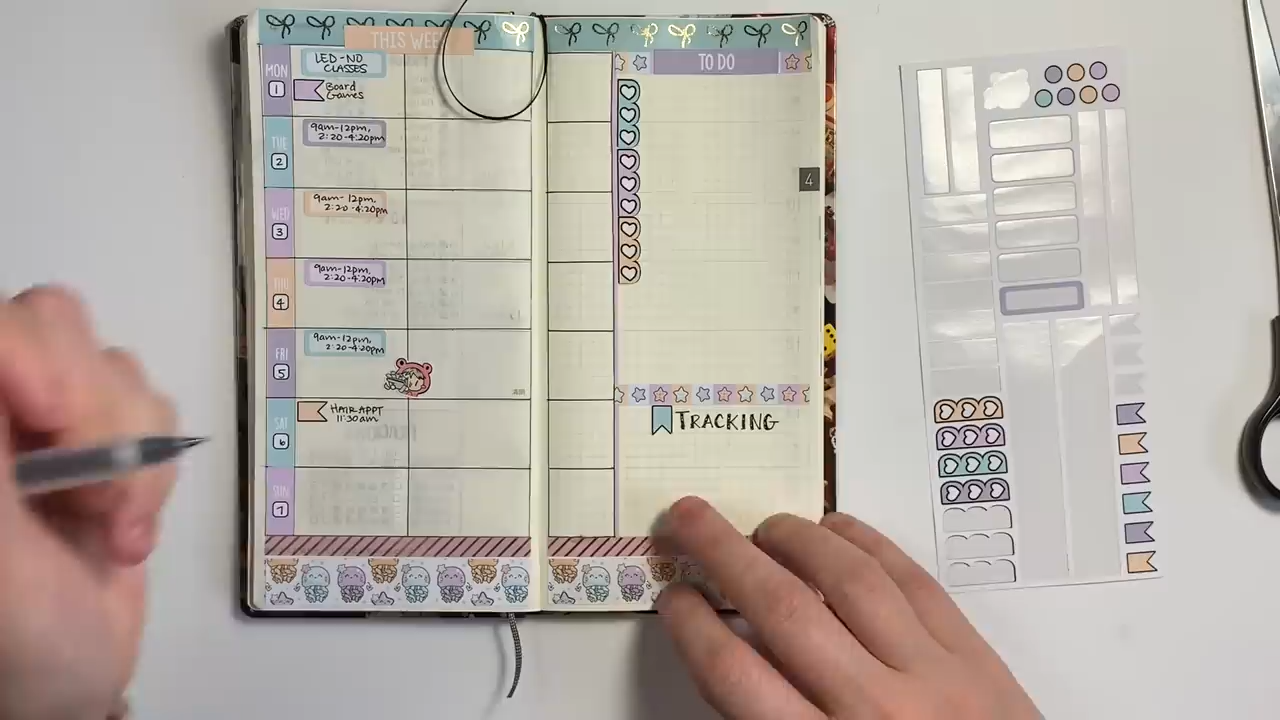 THIS WEEK
MON
1
LED-NO
CLASSES
Board
Games
TUE
2
9am-12pm,
2:20-4:20pm
WED
3
9am-12pm,
2:20-4:20pm
THU
4
9am-12pm,
2:20-4:20pm
FRI
5
9am-12pm,
2:20-4:20pm
SAT
6
HAIR APPT
11:30am
SUN
7
TO DO
4
TRACKING